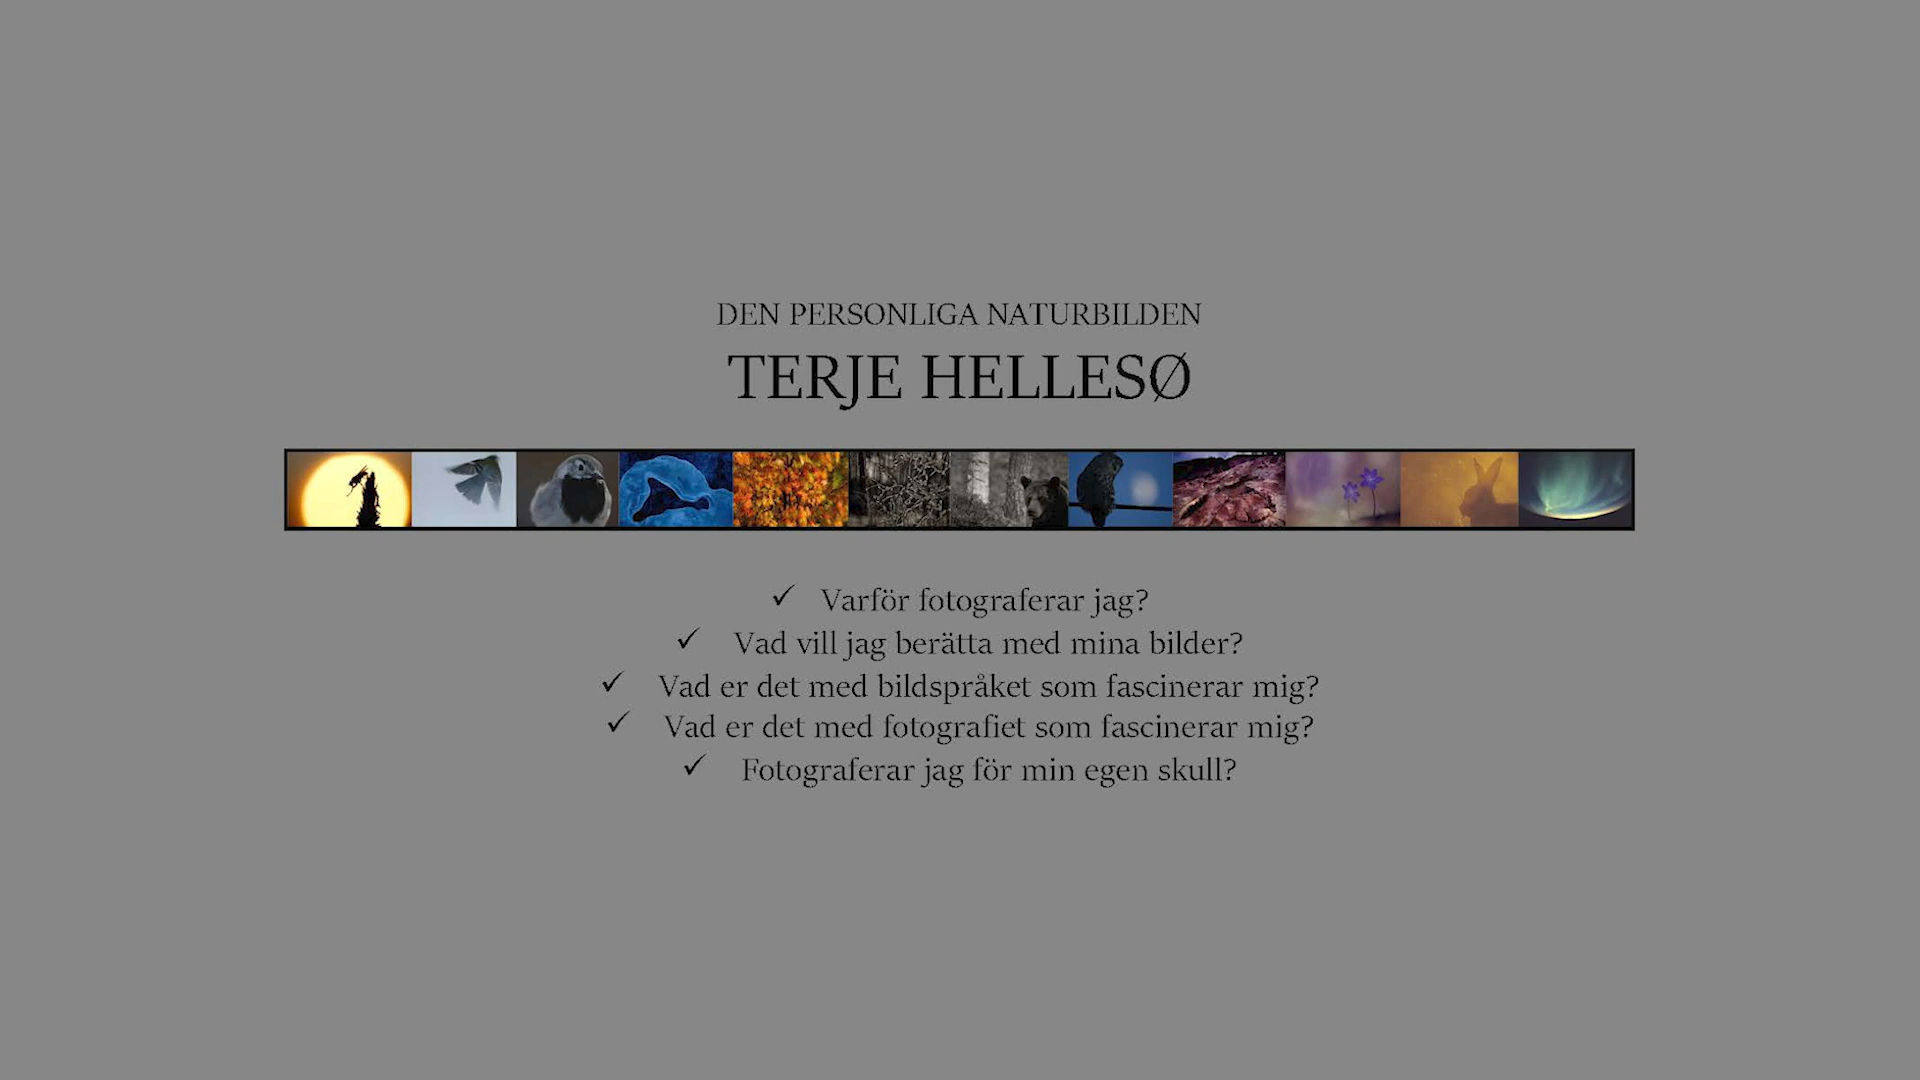 DEN PERSONLIGA NATURBILDEN
TERJE HELLESØ
✓ Varför fotograferar jag?
✓ Vad vill jag berätta med mina bilder?
✓ Vad er det med bildspråket som fascinerar mig?
✓ Vad er det med fotografiet som fascinerar mig?
✓ Fotograferar jag för min egen skull?